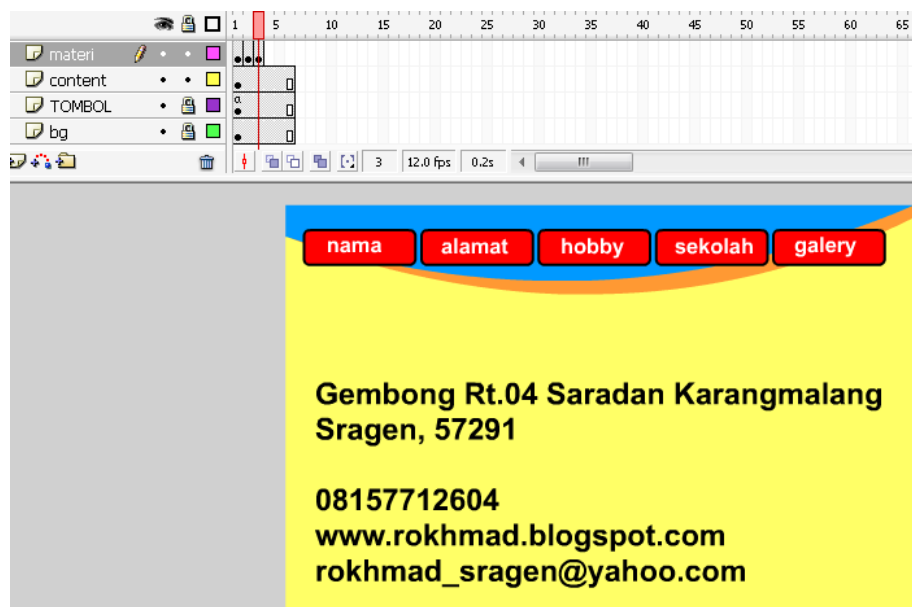 1 5 10 15 20 25 30 35 40 45 50 55 60 65
materi
content
TOMBOL
a
bg
3 12.0 fps 0.2s
nama alamat hobby sekolah galery
Gembong Rt.04 Saradan Karangmalang
Sragen, 57291
08157712604
www.rokhmad.blogspot.com
rokhmad_sragen@yahoo.com